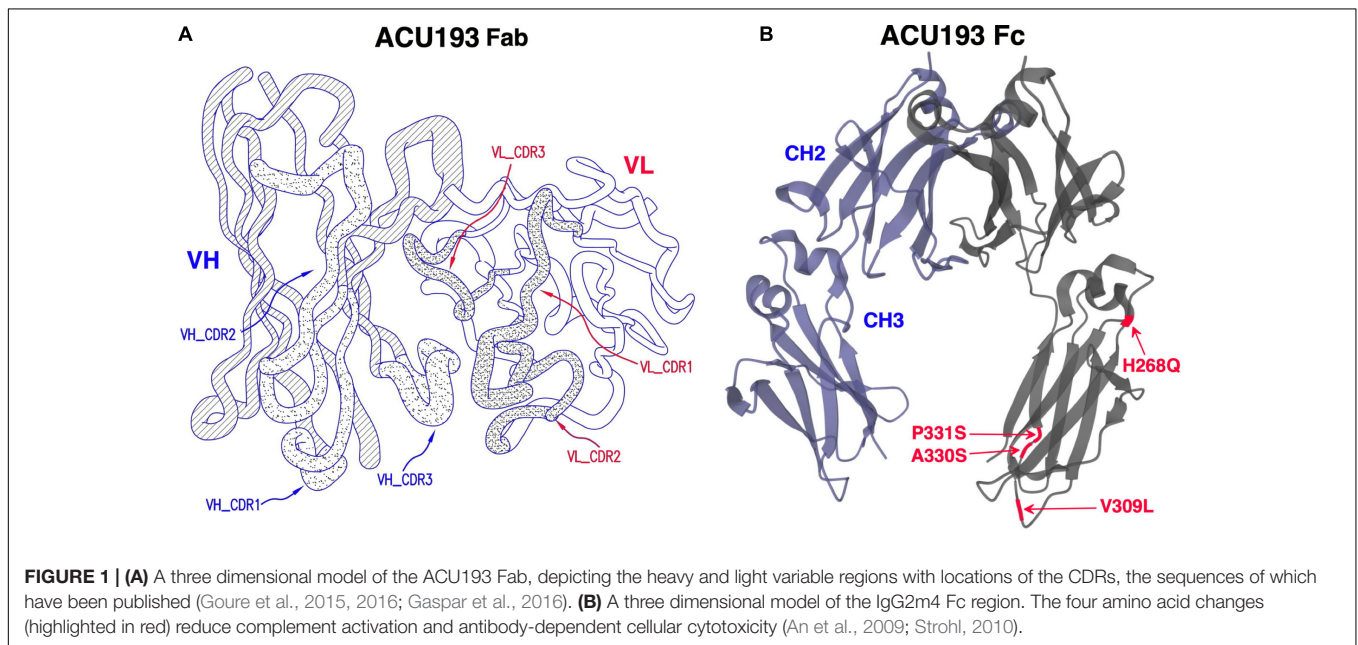 A
ACU193 Fab
VL_CDR3
VL
VH
VH_CDR2
VL_CDR1
VL_CDR2
VH_CDR3
VH_CDR1
B
ACU193 Fc
CH2
CH3
H268Q
P331S
A330S
V309L
FIGURE 1 | (A) A three dimensional model of the ACU193 Fab, depicting the heavy and light variable regions with locations of the CDRs, the sequences of which
have been published (Goure et al., 2015, 2016; Gaspar et al., 2016). (B) A three dimensional model of the IgG2m4 Fc region. The four amino acid changes
(highlighted in red) reduce complement activation and antibody-dependent cellular cytotoxicity (An et al., 2009; Strohl, 2010).